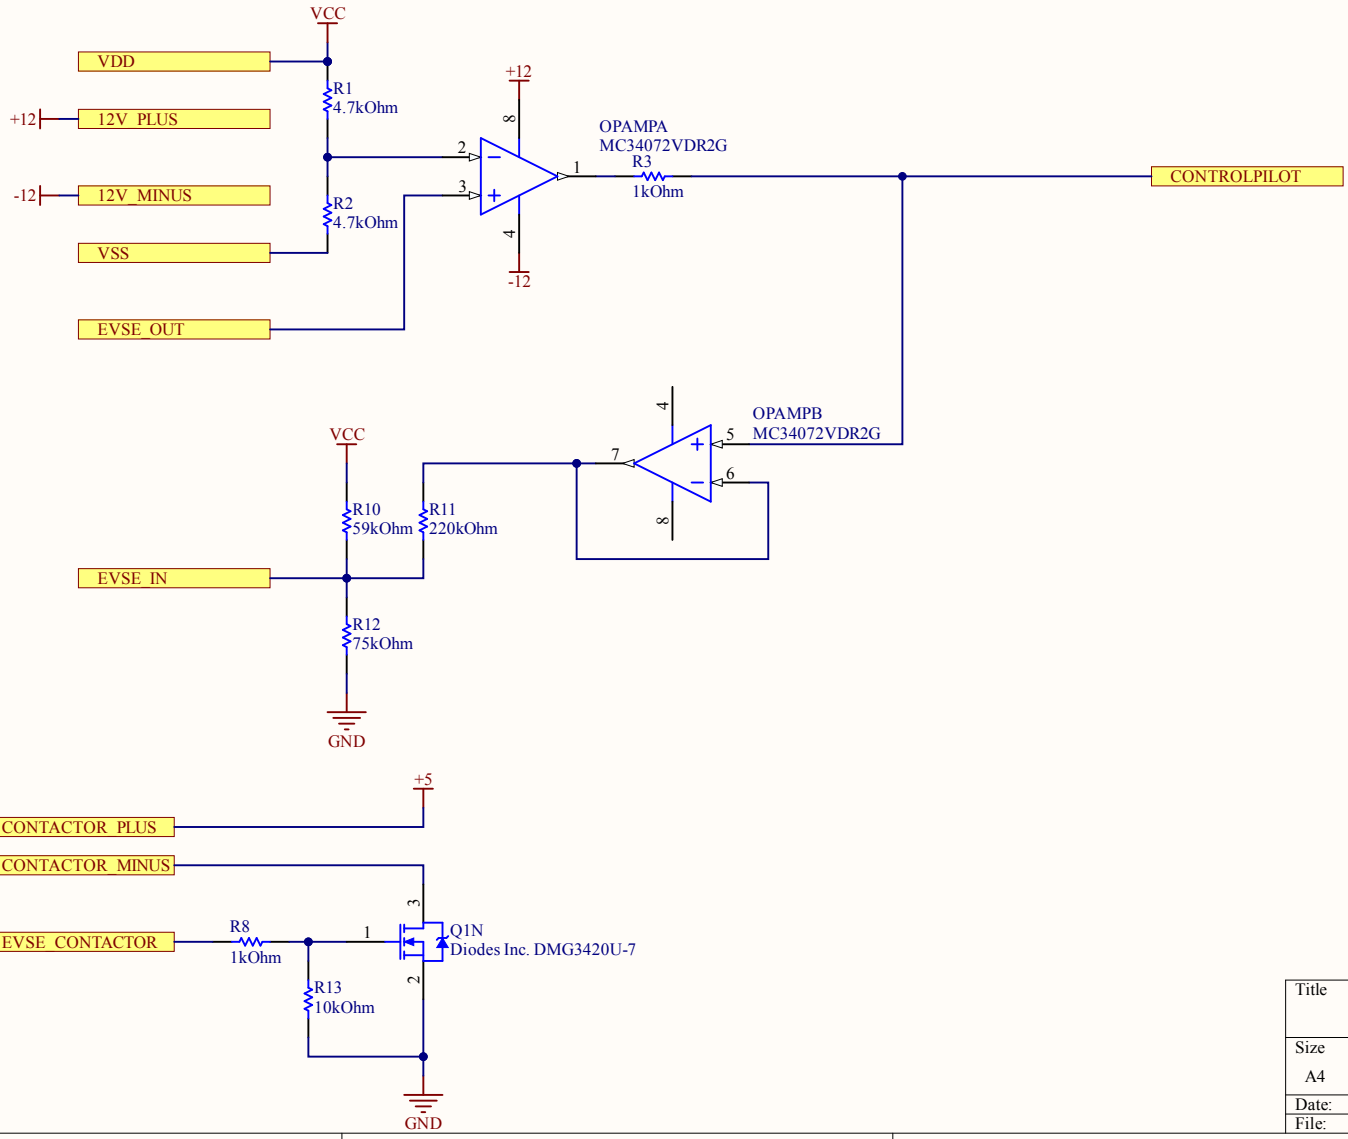 VCC
VDD
R1
4.7kOhm
+12
12V_PLUS
-12
12V_MINUS
R2
4.7kOhm
VSS
EVSE_OUT
+12
8
2
3
1
4
-12
OPAMPA
MC34072VDR2G
R3
1kOhm
CONTROLPILOT
4
OPAMPB
MC34072VDR2G
5
6
7
8
VCC
R10
59kOhm
R11
220kOhm
EVSE_IN
R12
75kOhm
GND
+5
CONTACTOR_PLUS
CONTACTOR_MINUS
3
EVSE_CONTACTOR
R8
1kOhm
1
Q1N
Diodes Inc. DMG3420U-7
2
R13
10kOhm
GND
Title
Size
A4
Date:
File: